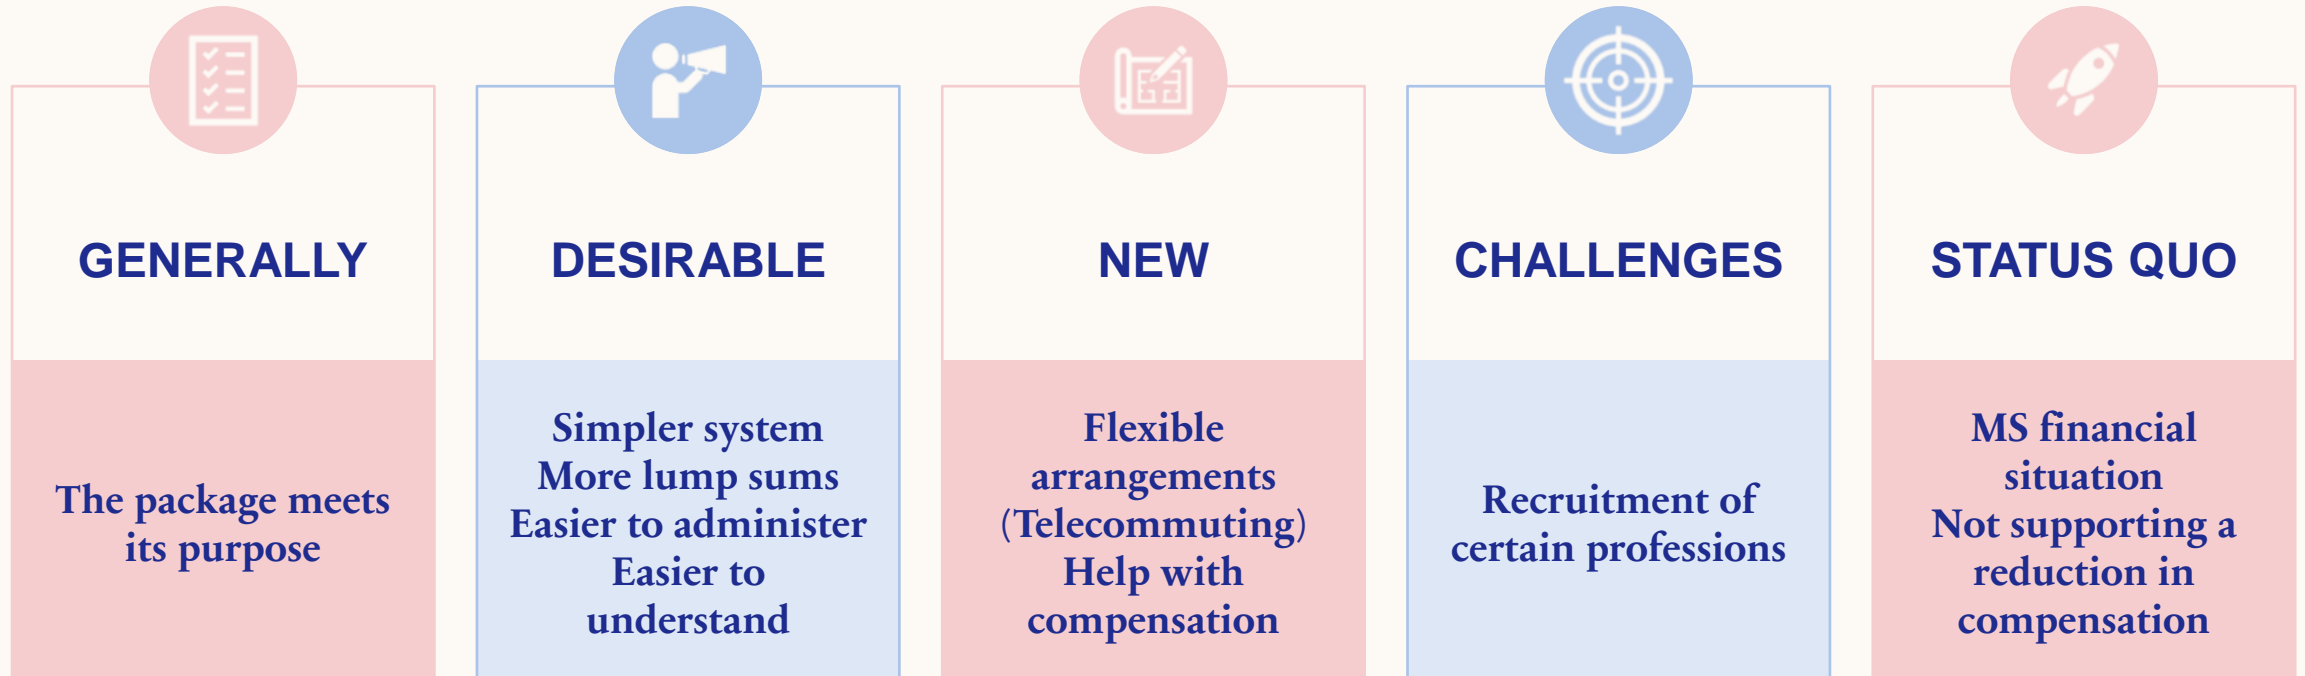 GENERALLY
The package meets
its purpose
DESIRABLE
Simpler system
More lump sums
Easier to administer
Easier to
understand
NEW
Flexible
arrangements
(Telecommuting)
Help with
compensation
CHALLENGES
Recruitment of
certain professions
STATUS QUO
MS financial
situation
Not supporting a
reduction in
compensation